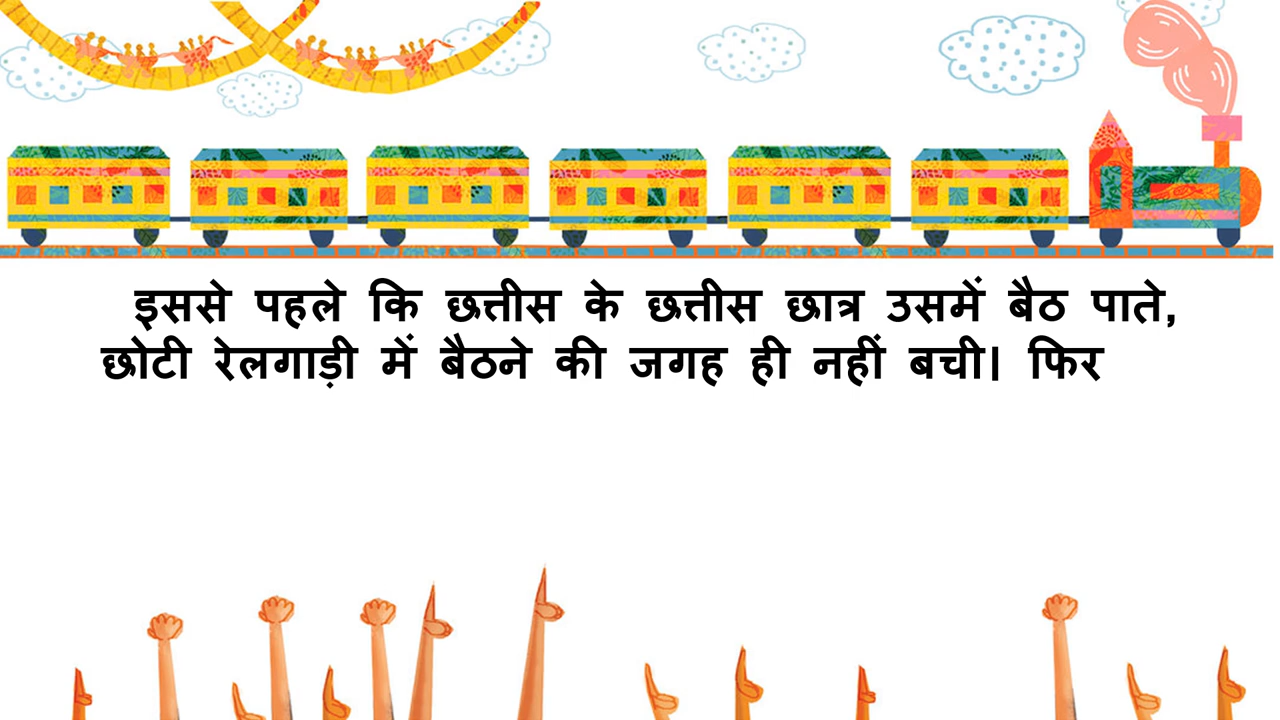 इससे पहले कि छत्तीस के छत्तीस छात्र उसमें बैठ पाते,
छोटी रेलगाड़ी में बैठने की जगह ही नहीं बची। फिर